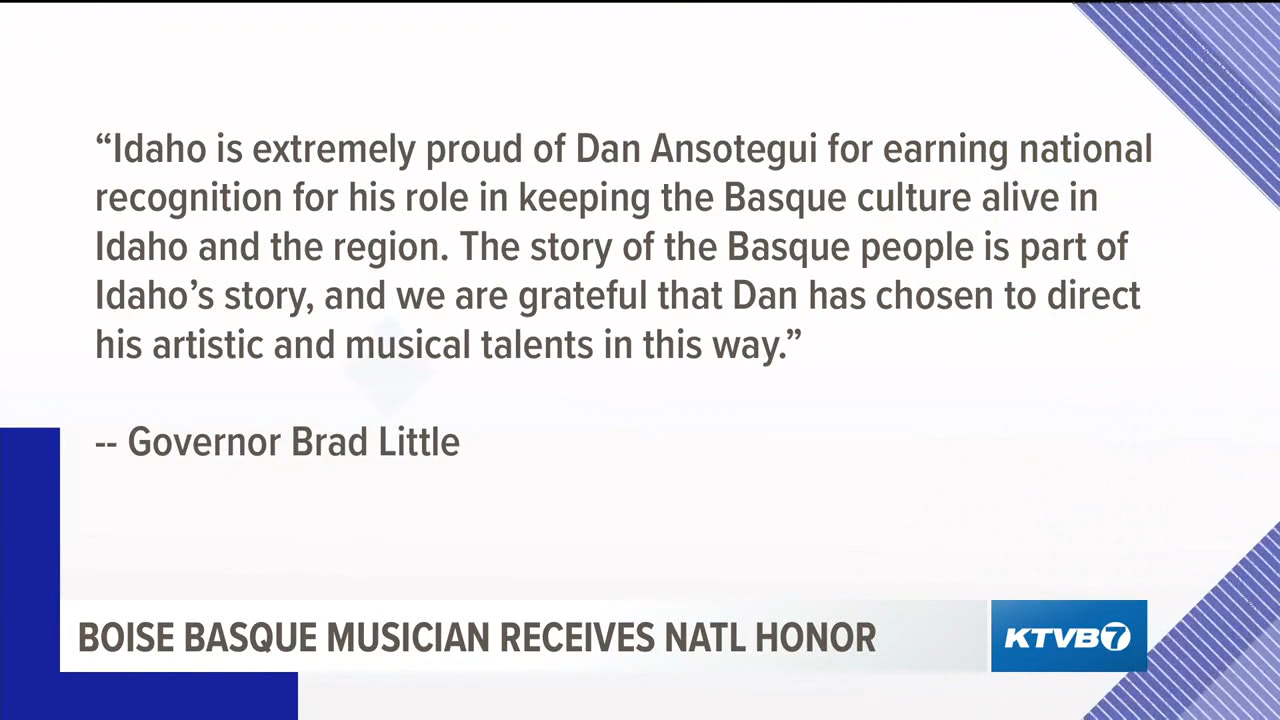 “Idaho is extremely proud of Dan Ansotegui for earning national
recognition for his role in keeping the Basque culture alive in
Idaho and the region. The story of the Basque people is part of
Idaho’s story, and we are grateful that Dan has chosen to direct
his artistic and musical talents in this way.”
-- Governor Brad Little
BOISE BASQUE MUSICIAN RECEIVES NATL HONOR
KTVB7